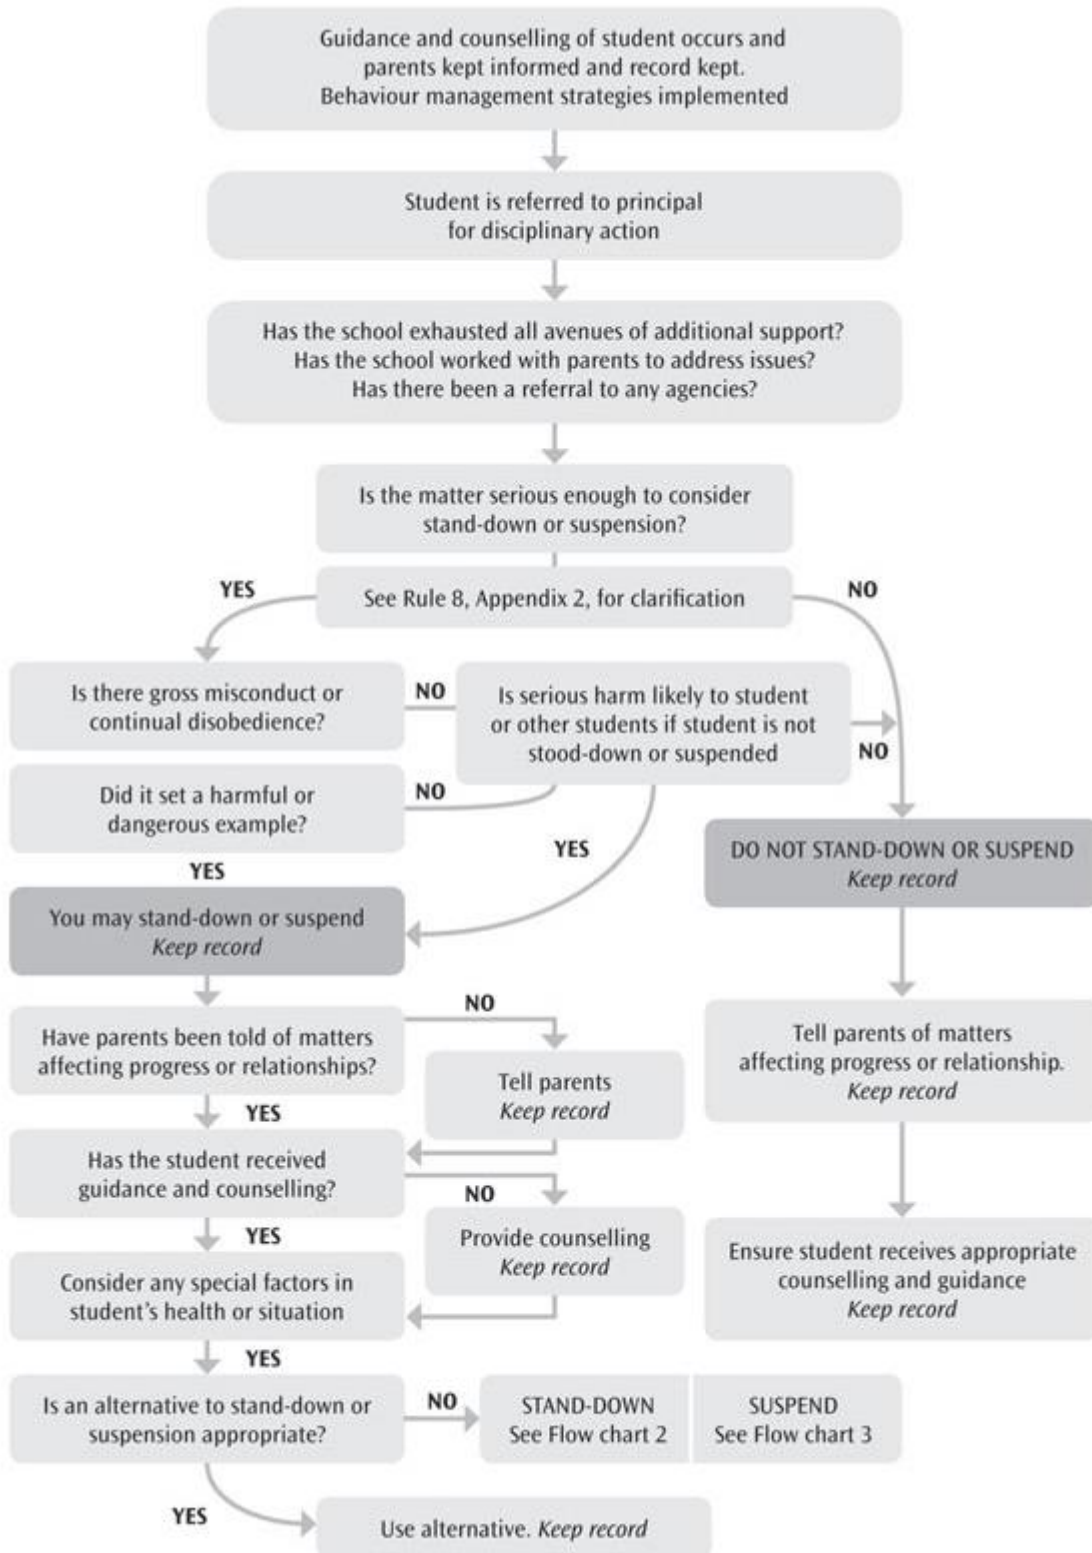 Guidance and counselling of student occurs and
parents kept informed and record kept.
Behaviour management strategies implemented
Student is referred to principal
for disciplinary action
Has the school exhausted all avenues of additional support?
Has the school worked with parents to address issues?
Has there been a referral to any agencies?
Is the matter serious enough to consider
stand-down or suspension?
YES
See Rule 8, Appendix 2, for clarification
NO
Is there gross misconduct or
continual disobedience?
NO
Is serious harm likely to student
or other students if student is not
stood-down or suspended
NO
Did it set a harmful or
dangerous example?
NO
YES
YES
DO NOT STAND-DOWN OR SUSPEND
Keep record
You may stand-down or suspend
Keep record
Have parents been told of matters
affecting progress or relationships?
NO
Tell parents
Keep record
Tell parents of matters
affecting progress or relationship.
Keep record
YES
Has the student received
guidance and counselling?
NO
Provide counselling
Keep record
Ensure student receives appropriate
counselling and guidance
Keep record
YES
Consider any special factors in
student's health or situation
YES
Is an alternative to stand-down or
suspension appropriate?
NO
STAND-DOWN
See Flow chart 2
SUSPEND
See Flow chart 3
YES
Use alternative. Keep record